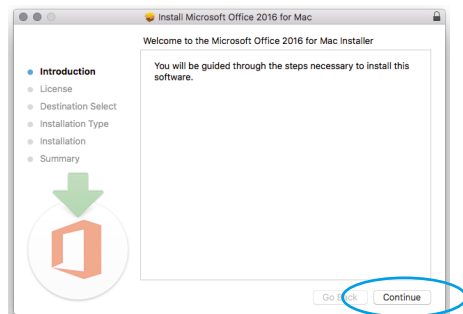 Install Microsoft Office 2016 for Mac
Welcome to the Microsoft Office 2016 for Mac Installer
Introduction
License
Destination Select
Installation Type
Installation
Summary
You will be guided through the steps necessary to install this
software.
Go Back
Continue